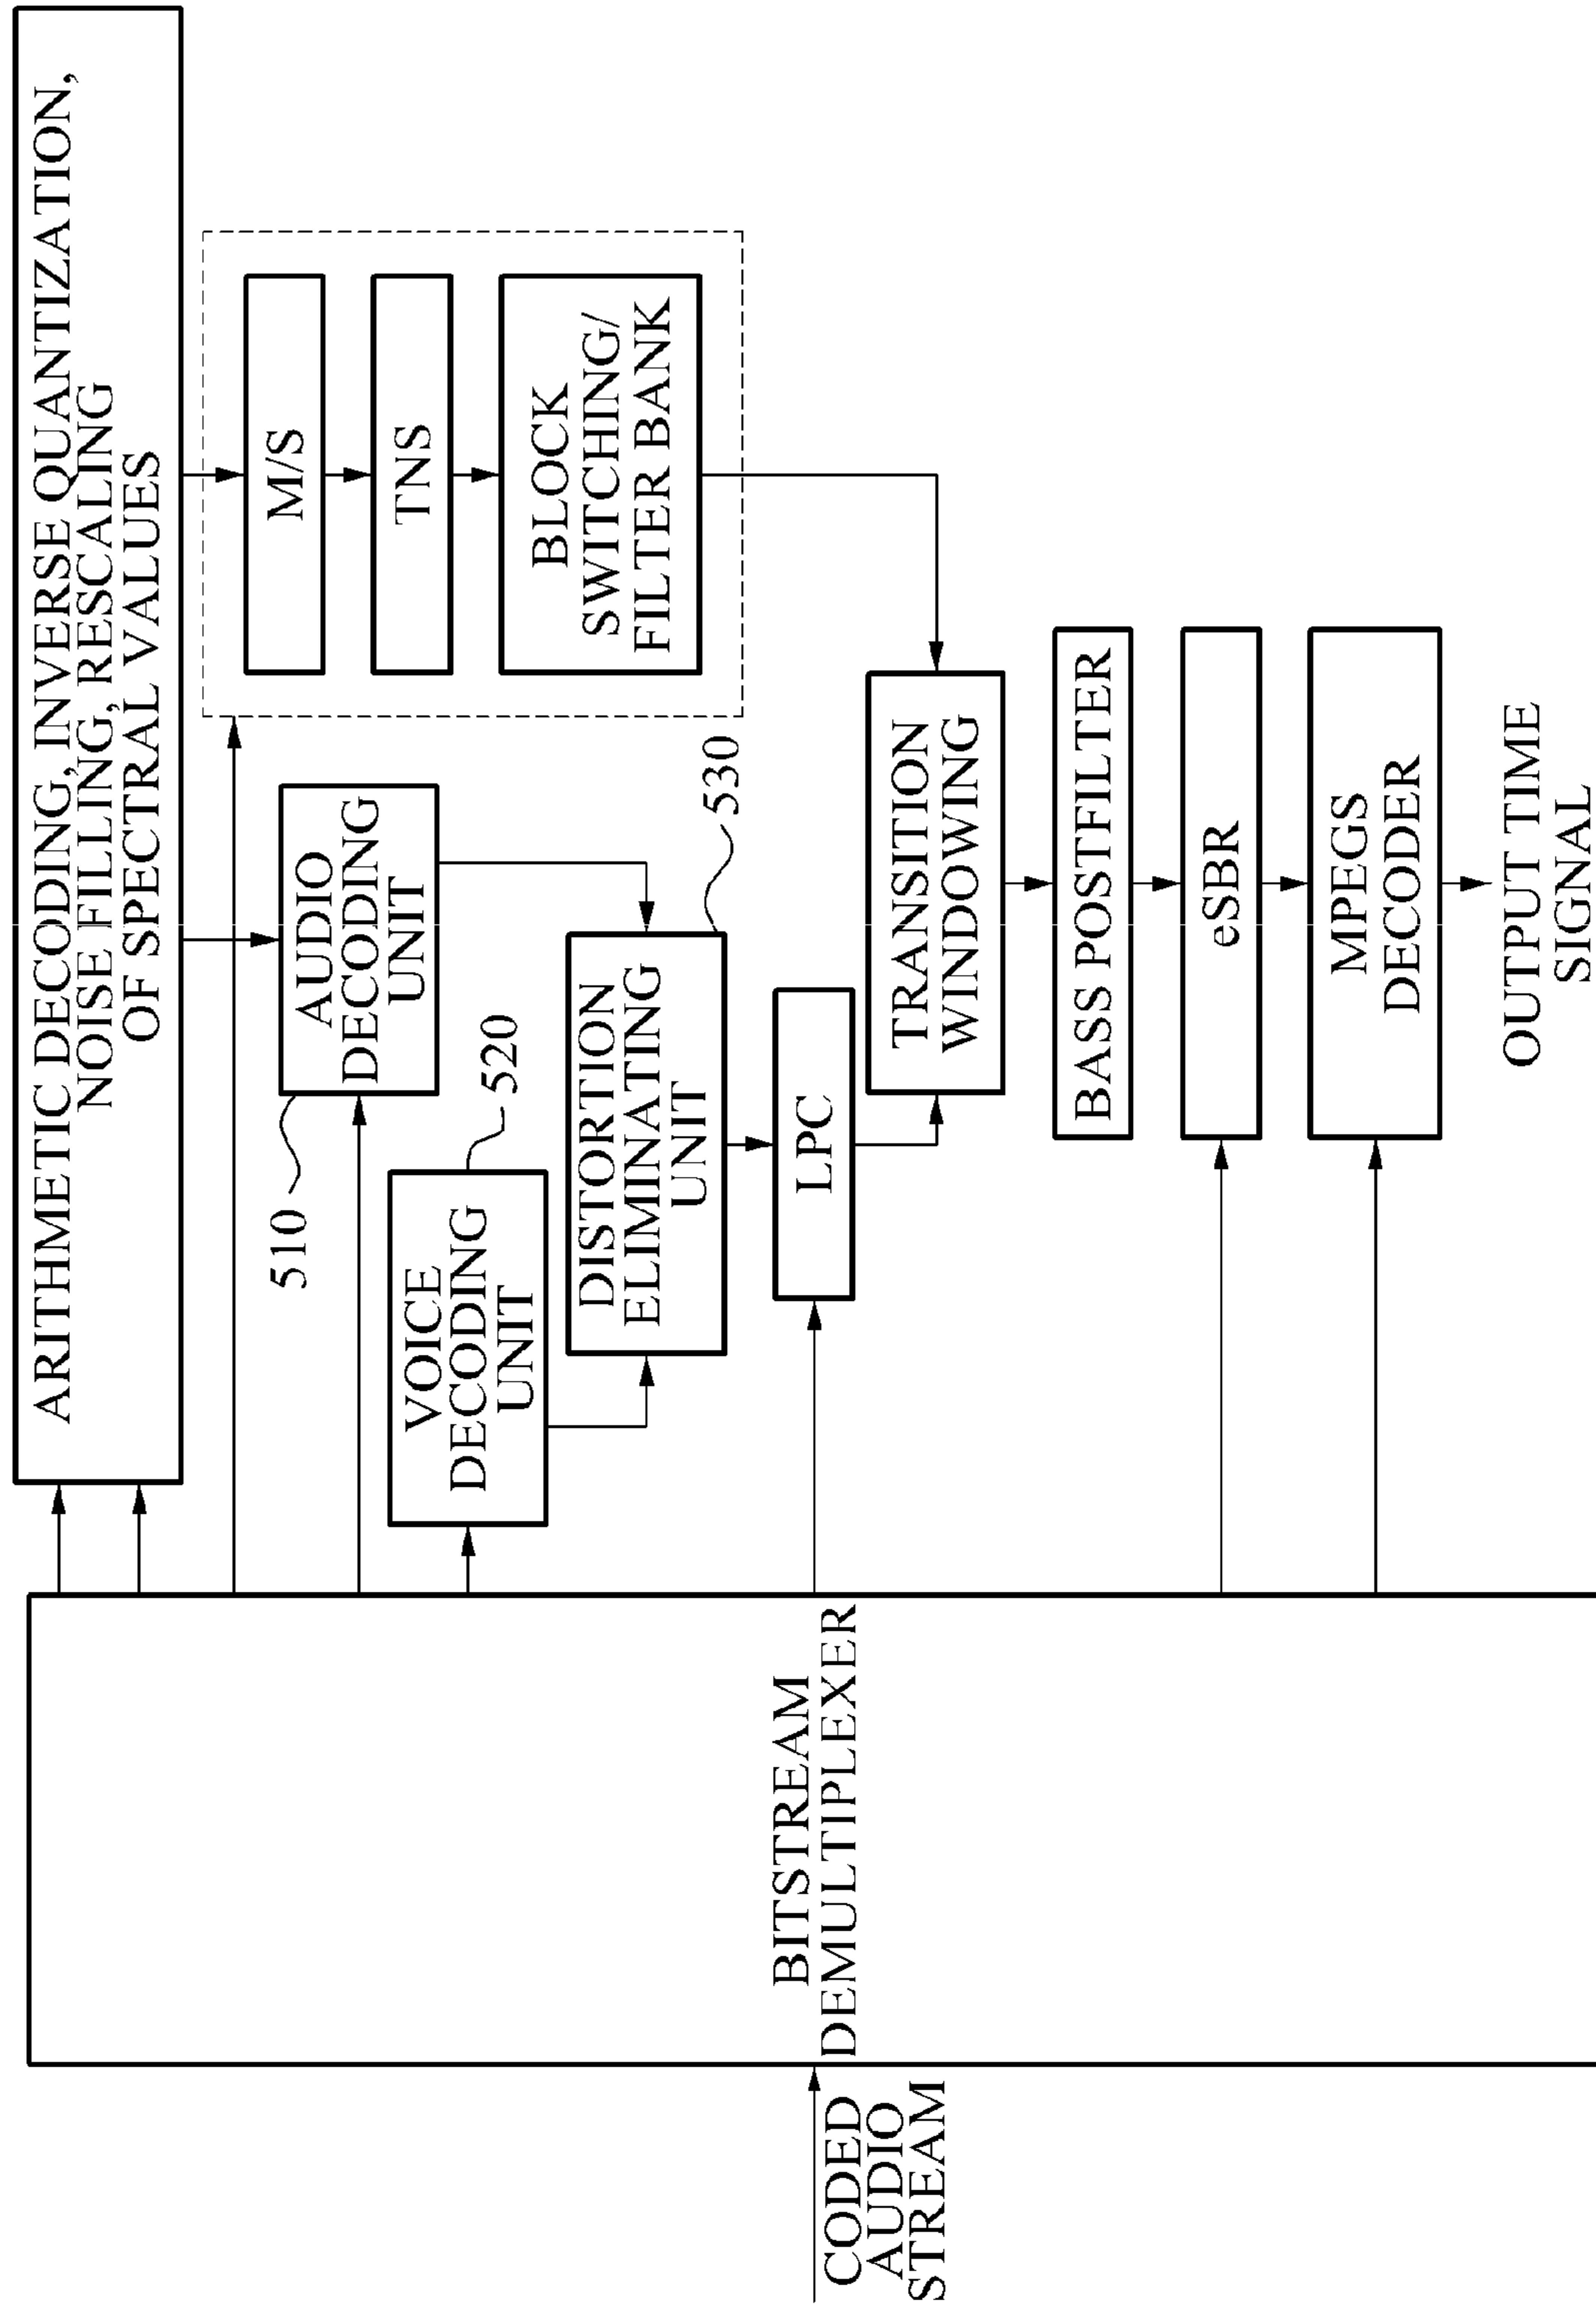 ARITHMETIC DECODING, INVERSE QUANTIZATION,
NOISE FILLING, RESCALING
OF SPECTRAL VALUES
M/S
TNS
BLOCK
SWITCHING/
FILTER BANK
510
AUDIO
DECODING
UNIT
VOICE
DECODING
UNIT
520
DISTORTION
ELIMINATING
UNIT
530
LPC
TRANSITION
WINDOWING
BASS POSTFILTER
eSBR
MPEGS
DECODER
OUTPUT TIME
SIGNAL
BITSTREAM
DEMULTIPLEXER
CODED
AUDIO
STREAM